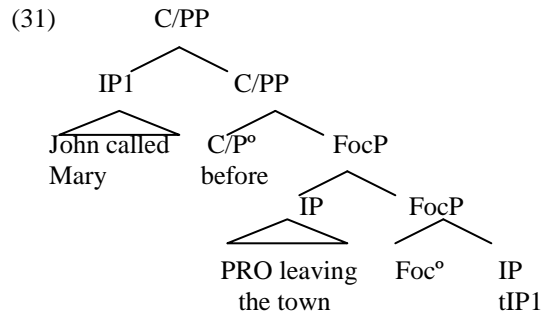 (31) C/PP
IP1 C/PP
John called C/Pº FocP
Mary before
IP FocP
PRO leaving Focº IP
the town tIP1